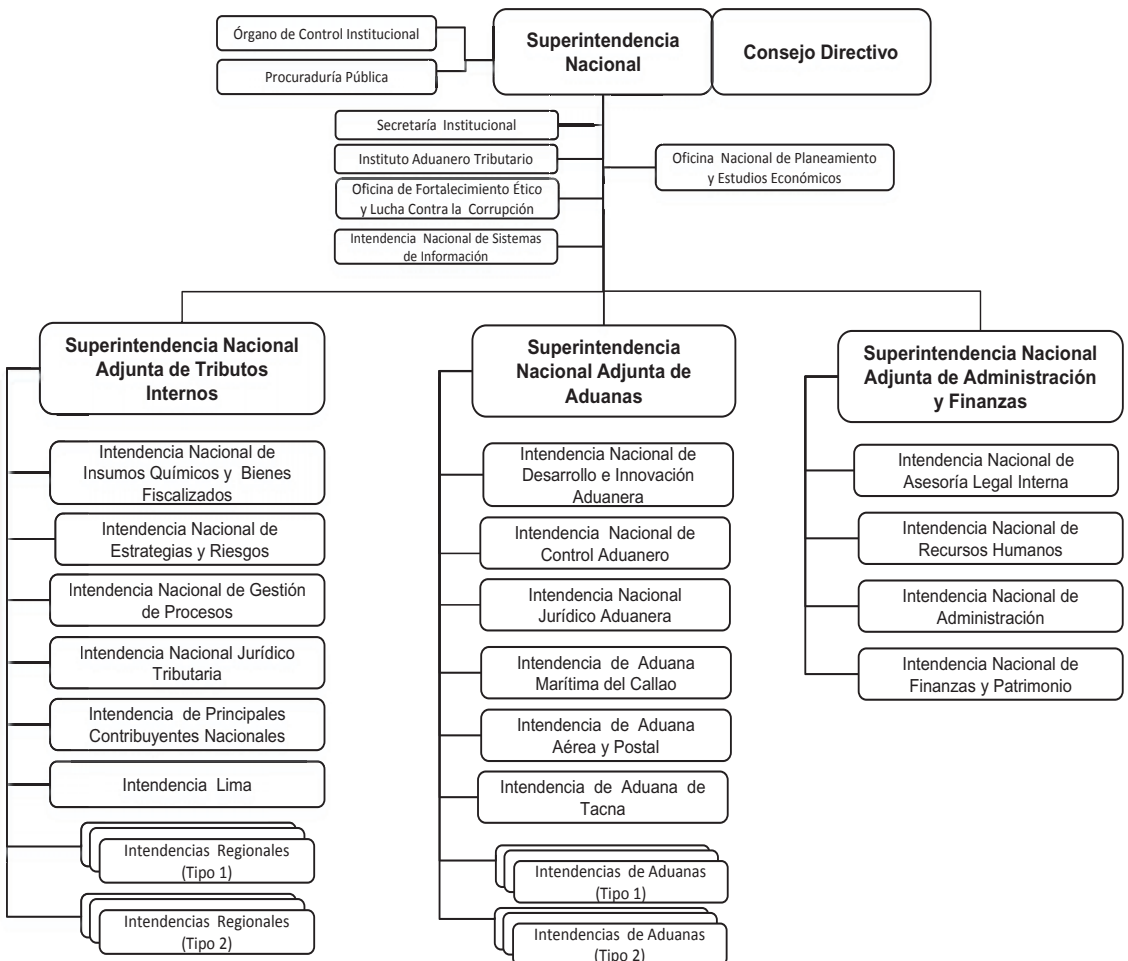 Órgano de Control Institucional
Procuraduría Pública
Superintendencia
Nacional
Consejo Directivo
Secretaría Institucional
Instituto Aduanero Tributario
Oficina de Fortalecimiento Ético
y Lucha Contra la Corrupción
Intendencia Nacional de Sistemas
de Información
Oficina Nacional de Planeamiento
y Estudios Económicos
Superintendencia Nacional
Adjunta de Tributos
Internos
Intendencia Nacional de
Insumos Químicos y Bienes
Fiscalizados
Intendencia Nacional de
Estrategias y Riesgos
Intendencia Nacional de Gestión
de Procesos
Intendencia Nacional Jurídico
Tributaria
Intendencia de Principales
Contribuyentes Nacionales
Intendencia Lima
Intendencias Regionales
(Tipo 1)
Intendencias Regionales
(Tipo 2)
Superintendencia
Nacional Adjunta de
Aduanas
Intendencia Nacional de
Desarrollo e Innovación
Aduanera
Intendencia Nacional de
Control Aduanero
Intendencia Nacional
Jurídico Aduanera
Intendencia de Aduana
Marítima del Callao
Intendencia de Aduana
Aérea y Postal
Intendencia de Aduana de
Tacna
Intendencias de Aduanas
(Tipo 1)
Intendencias de Aduanas
(Tipo 2)
Superintendencia Nacional
Adjunta de Administración
y Finanzas
Intendencia Nacional de
Asesoría Legal Interna
Intendencia Nacional de
Recursos Humanos
Intendencia Nacional de
Administración
Intendencia Nacional de
Finanzas y Patrimonio